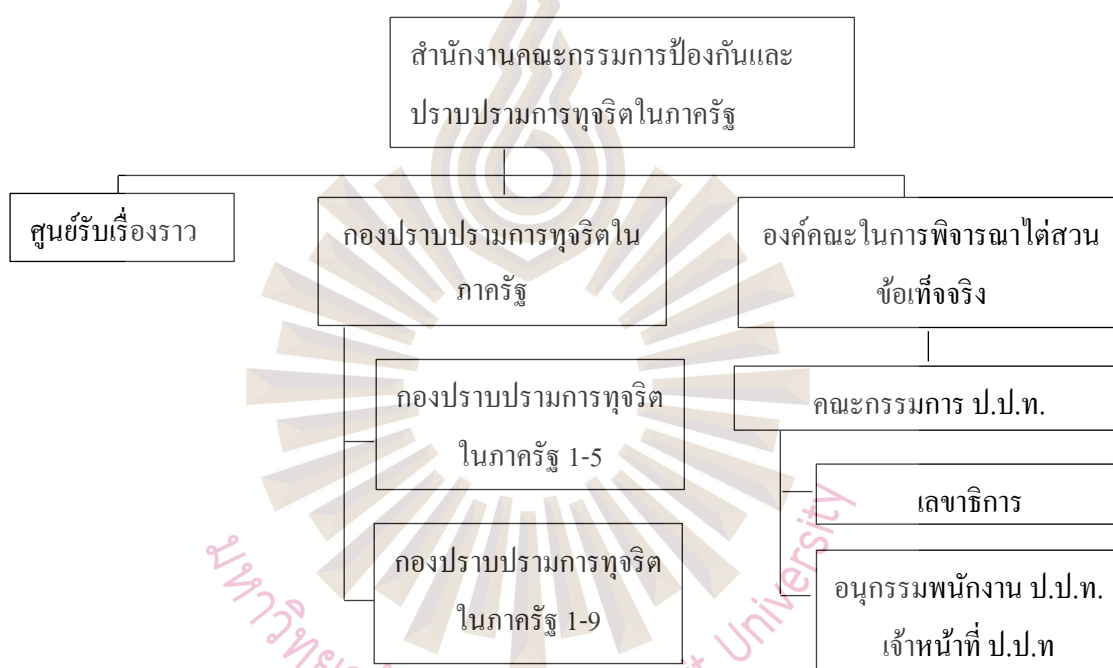 สำนักงานคณะกรรมการป้องกันและ
ปราบปรามการทุจริตในภาครัฐ
ศูนย์รับเรื่องราว
กองปราบปรามการทุจริตใน
ภาครัฐ
องค์คณะในการพิจารณาไต่สวน
ข้อเท็จจริง
กองปราบปรามการทุจริต
ในภาครัฐ 1-5
คณะกรรมการ ป.ป.ท.
เลขาธิการ
กองปราบปรามการทุจริต
ในภาครัฐ 1-9
อนุกรรมพนักงาน ป.ป.ท.
เจ้าหน้าที่ ป.ป.ท
University